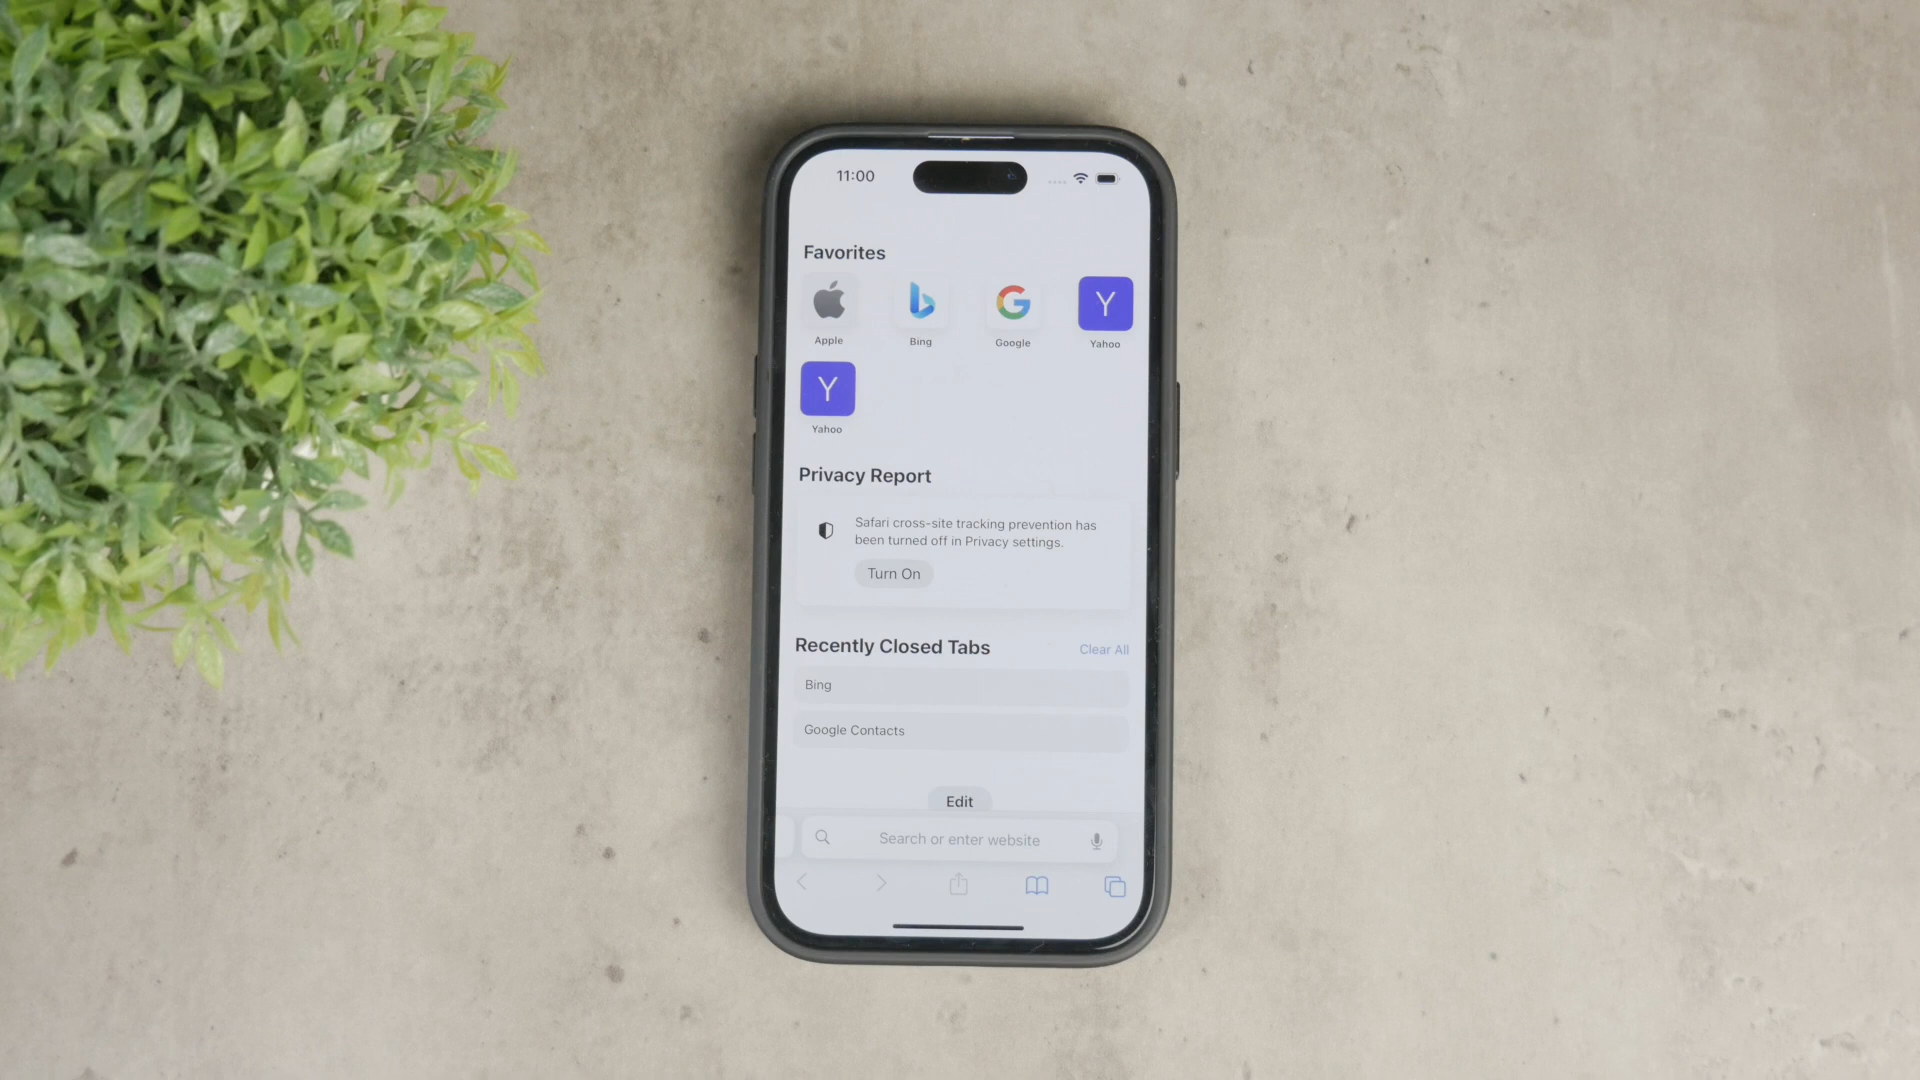 11:00
Favorites
Apple
Bing
Google
Y
Yahoo
Y
Yahoo
Privacy Report
Safari cross-site tracking prevention has
been turned off in Privacy settings.
Turn On
Recently Closed Tabs
Clear All
Bing
Google Contacts
Edit
Search or enter website